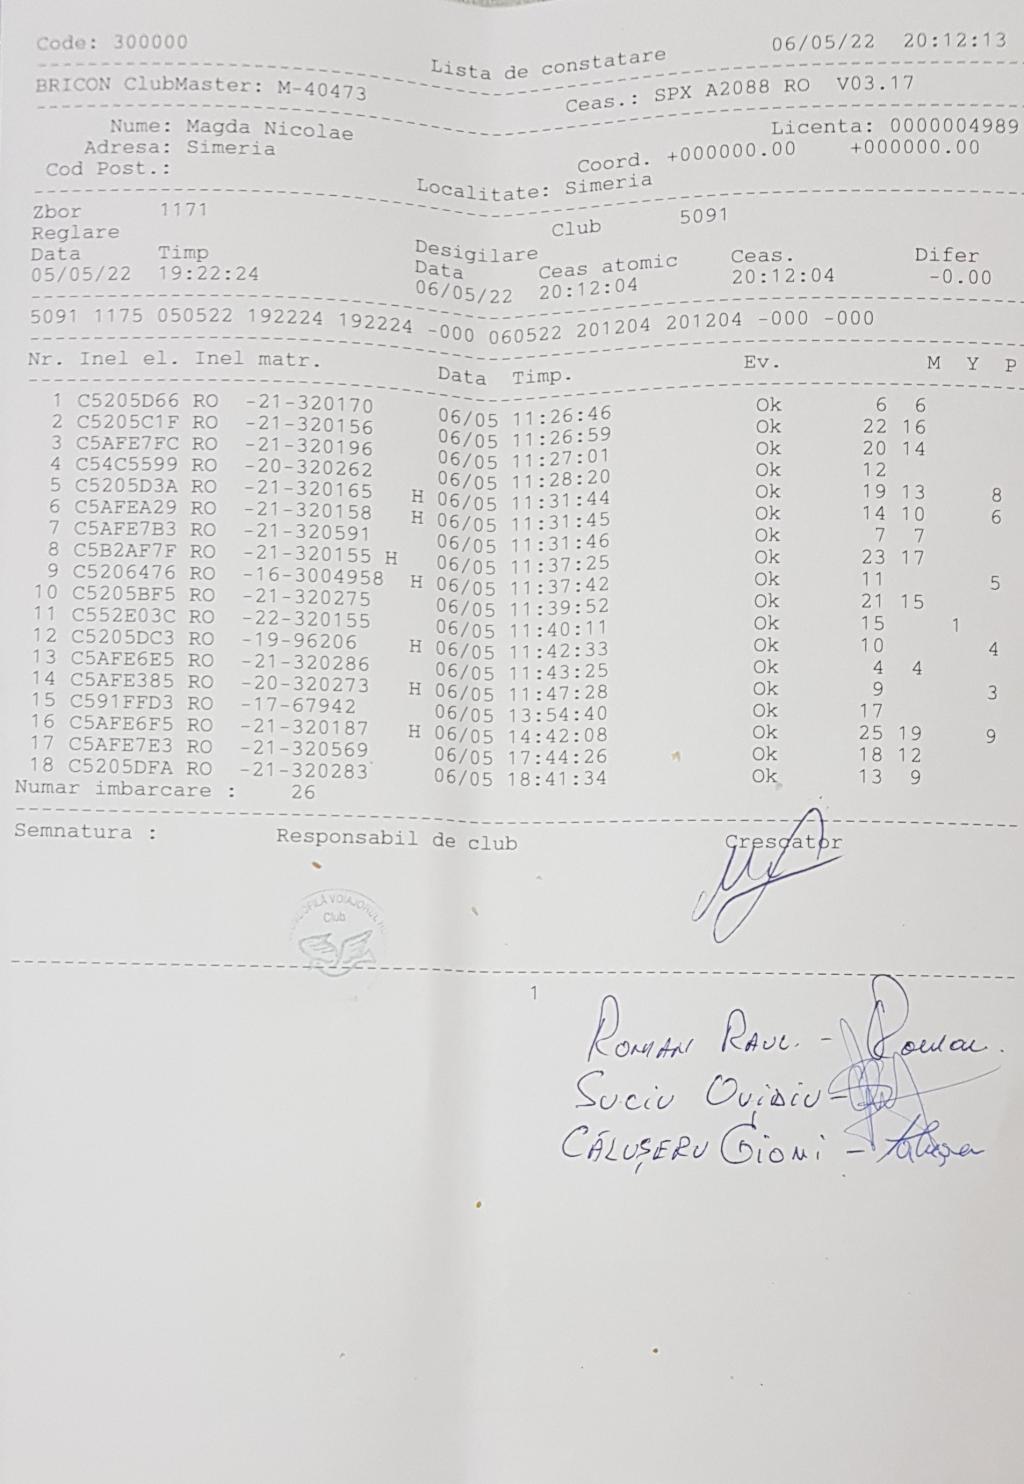 Code: 300000 Lista de constatare 06/05/22 20:12:13
BRICON ClubMaster: M-40473 Ceas.: SPX A2088 RO V03.17
Nume: Magda Nicolae Licenta: 0000004989
Adresa: Simeria Coord. +000000.00 +000000.00
Cod Post.: Localitate: Simeria
Zbor 1171 Club 5091
Reglare Desigilare
Data Timp Data Ceas atomic Ceas. Difer
05/05/22 19:22:24 06/05/22 20:12:04 20:12:04 -0.00
5091 1175 050522 192224 192224 -000 060522 201204 201204 -000 -000
Nr. Inel el. Inel matr. Data Timp. Ev. M Y P
1 C5205D66 RO -21-320170 06/05 11:26:46 Ok 6 6
2 C5205C1F RO -21-320156 06/05 11:26:59 Ok 22 16
3 C5AFE7FC RO -21-320196 06/05 11:27:01 Ok 20 14
4 C54C5599 RO -20-320262 06/05 11:28:20 Ok 12
5 C5205D3A RO -21-320165 H 06/05 11:31:44 Ok 19 13 8
6 C5AFEA29 RO -21-320158 H 06/05 11:31:45 Ok 14 10 6
7 C5AFE7B3 RO -21-320591 06/05 11:31:46 Ok 7 7
8 C5B2AF7F RO -21-320155 H 06/05 11:37:25 Ok 23 17
9 C5206476 RO -16-3004958 H 06/05 11:37:42 Ok 11 5
10 C5205BF5 RO -21-320275 06/05 11:39:52 Ok 21 15
11 C552E03C RO -22-320155 06/05 11:40:11 Ok 15 1
12 C5205DC3 RO -19-96206 H 06/05 11:42:33 Ok 10 4
13 C5AFE6E5 RO -21-320286 06/05 11:43:25 Ok 4 4
14 C5AFE385 RO -20-320273 H 06/05 11:47:28 Ok 9 3
15 C591FFD3 RO -17-67942 06/05 13:54:40 Ok 17
16 C5AFE6F5 RO -21-320187 H 06/05 14:42:08 Ok 25 19 9
17 C5AFE7E3 RO -21-320569 06/05 17:44:26 Ok 18 12
18 C5205DFA RO -21-320283 06/05 18:41:34 Ok 13 9
Numar imbarcare : 26
Semnatura : Responsabil de club Crescator
Club
1
Roman Raul. -
Suciu Ovidiu -
Călușeru Gioni -